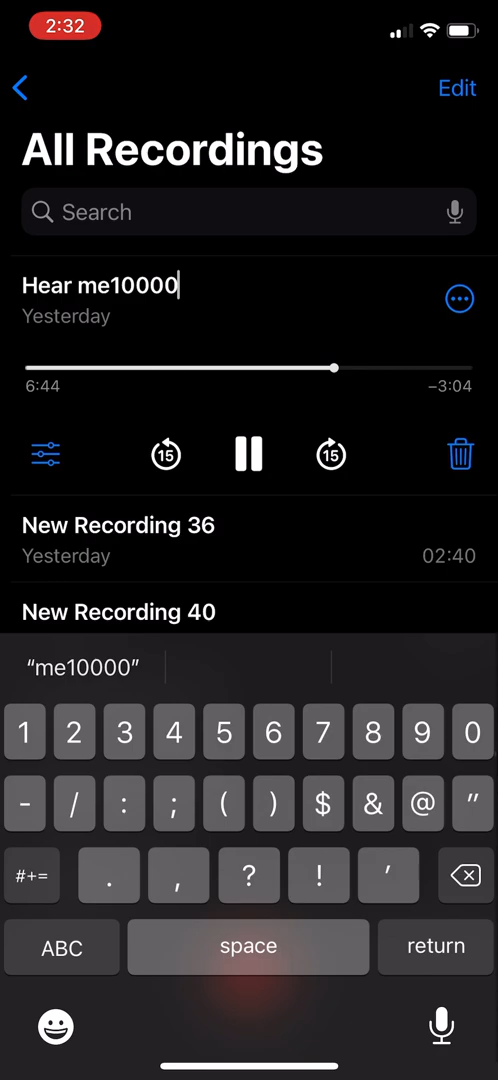 2:32
Edit
All Recordings
Search
Hear me10000
Yesterday
6:44
–3:04
15
15
New Recording 36
Yesterday
02:40
New Recording 40
“me10000”
1 2 3 4 5 6 7 8 9 0
- / : ; ( ) $ & @ ”
#+= . , ? ! ’
ABC space return